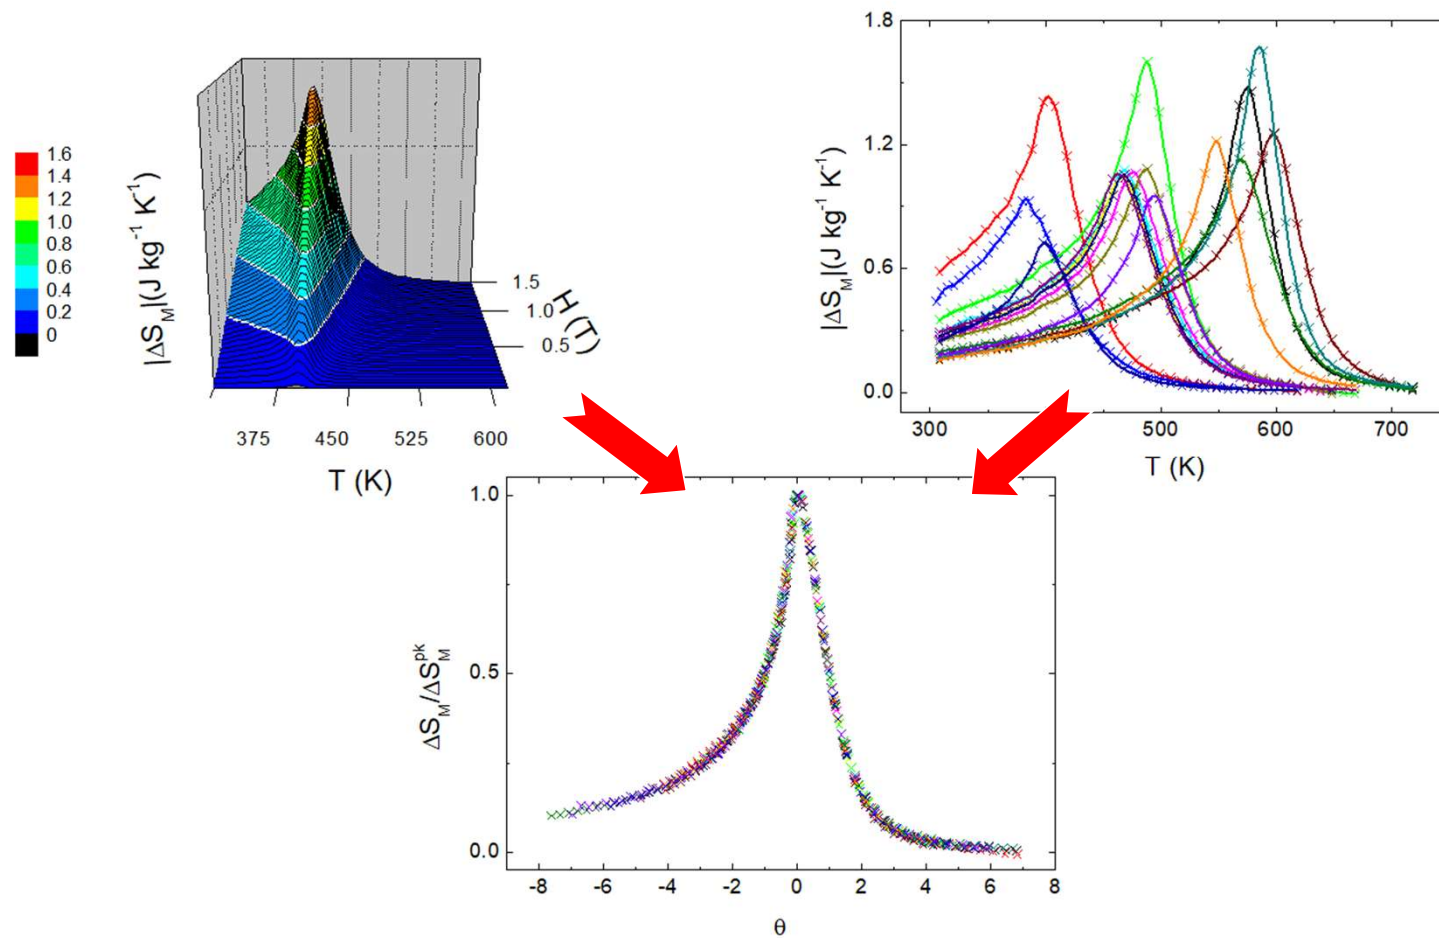 1.6
1.4
1.2
1.0
0.8
0.6
0.4
0.2
0
|ΔS_M|(J kg⁻¹ K⁻¹)
1.5
1.0
0.5
H (T)
375 450 525 600
T (K)
1.8
1.2
0.6
0.0
|ΔS_M|(J kg⁻¹ K⁻¹)
300 500 600 700
T (K)
1.0
0.5
0.0
ΔS_M/ΔS_M^pk
-8 -6 -4 -2 0 2 4 6 8
θ